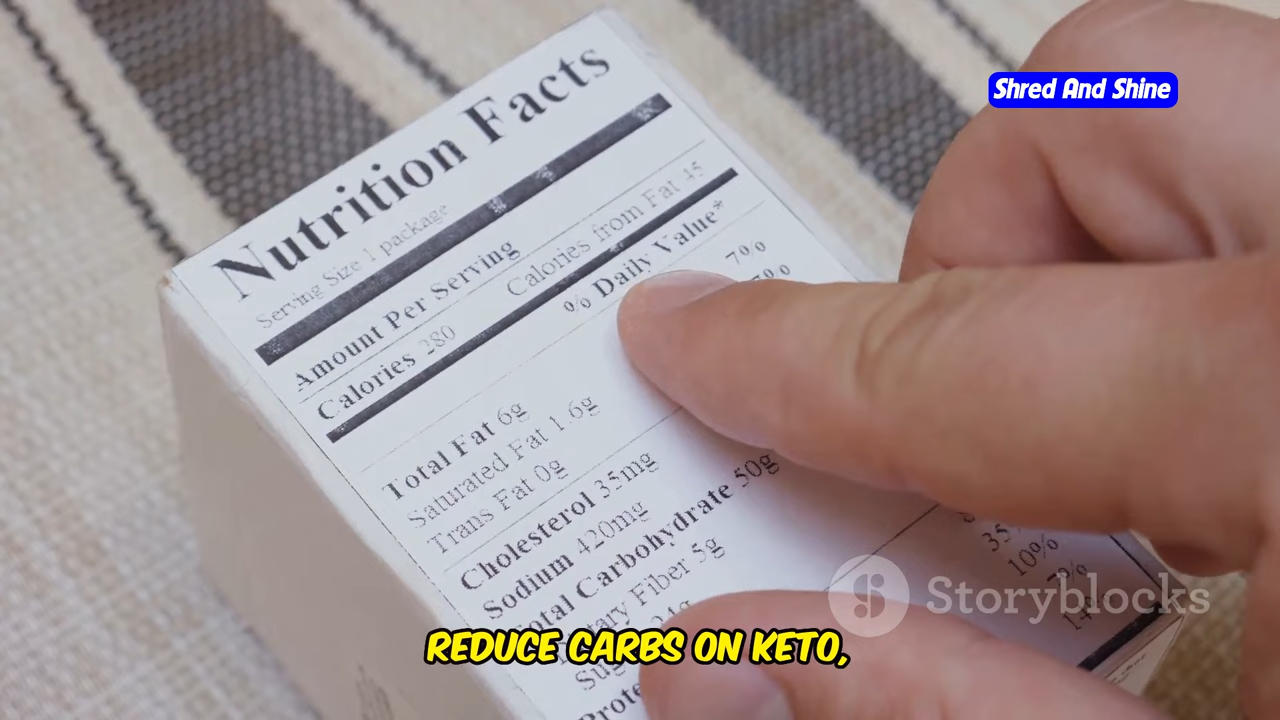 Shred And Shine
Nutrition Facts
Serving Size 1 package
Amount Per Serving
Calories 280
Calories from Fat 45
% Daily Value*
Total Fat 6g
7%
Saturated Fat 1.6g
Trans Fat 0g
Cholesterol 35mg
Sodium 420mg
Total Carbohydrate 50g
Fiber 5g
35
10%
Storyblocks
REDUCE CARBS ON KETO,